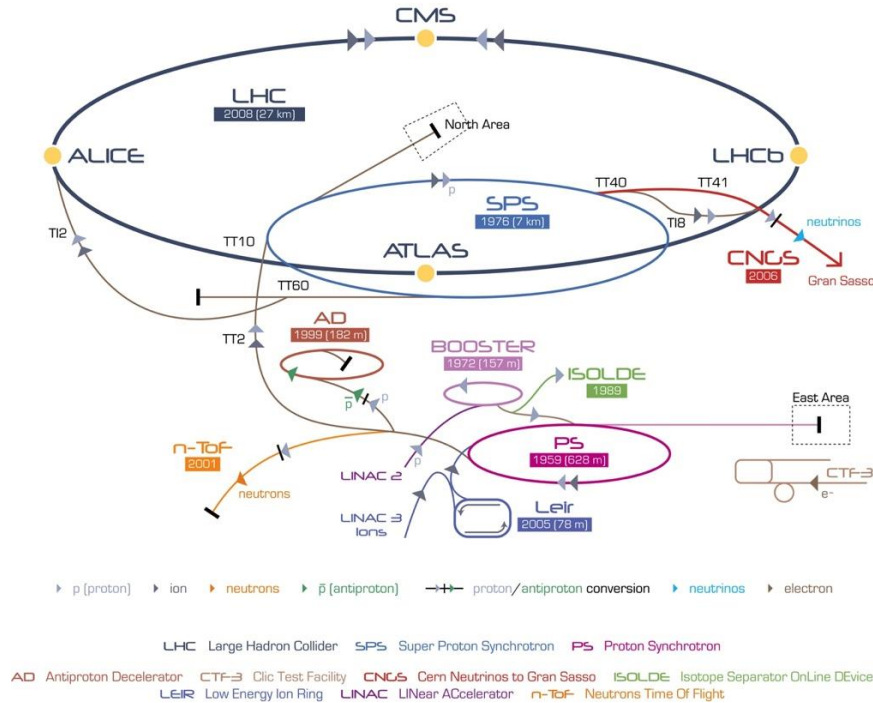 CMS
LHC
2008 (27 km)
North Area
ALICE
LHCb
TT40
TT41
SPS
1976 (7 km)
p
TI8
neutrinos
TI2
TT10
ATLAS
CNGS
2006
Gran Sasso
TT60
AD
1999 (182 m)
TT2
BOOSTER
1972 (157 m)
ISOLDE
1989
p̄
p
East Area
n-ToF
2001
PS
1959 (628 m)
LINAC 2
p
neutrons
CTF-3
e-
LINAC 3
Ions
Leir
2005 (78 m)
p (proton) ion neutrons p̄ (antiproton) proton/antiproton conversion neutrinos electron
LHC Large Hadron Collider SPS Super Proton Synchrotron PS Proton Synchrotron
AD Antiproton Decelerator CTF-3 Clic Test Facility CNGS Cern Neutrinos to Gran Sasso ISOLDE Isotope Separator OnLine DEvice
LEIR Low Energy Ion Ring LINAC LINear ACcelerator n-ToF Neutrons Time Of Flight